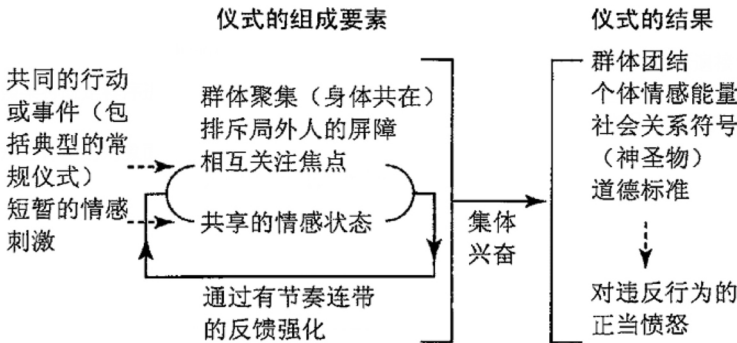 仪式的组成要素
仪式的结果
共同的行动
或事件（包
括典型的常
规仪式）
短暂的情感
刺激
群体聚集（身体共在）
排斥局外人的屏障
相互关注焦点
共享的情感状态
通过有节奏连带
的反馈强化
集体
兴奋
群体团结
个体情感能量
社会关系符号
（神圣物）
道德标准
对违反行为的
正当愤怒